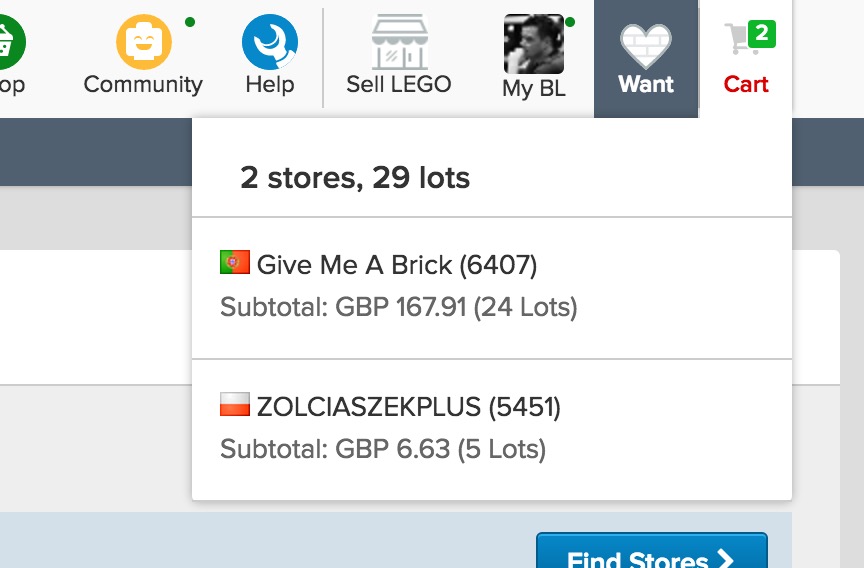 op
Community
Help
Sell LEGO
My BL
Want
2
Cart
2 stores, 29 lots
Give Me A Brick (6407)
Subtotal: GBP 167.91 (24 Lots)
ZOLCIASZEKPLUS (5451)
Subtotal: GBP 6.63 (5 Lots)
Find Stores